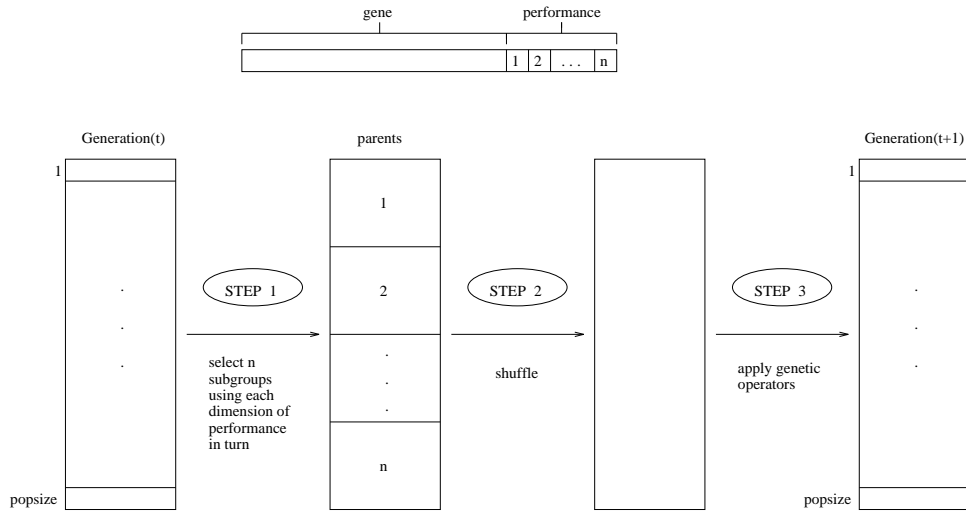 gene performance
1 2 . . . n
Generation(t) parents Generation(t+1)
1 1
1
STEP 1 2 STEP 2 STEP 3
select n
subgroups
using each
dimension of
performance
in turn
shuffle
apply genetic
operators
n
popsize popsize